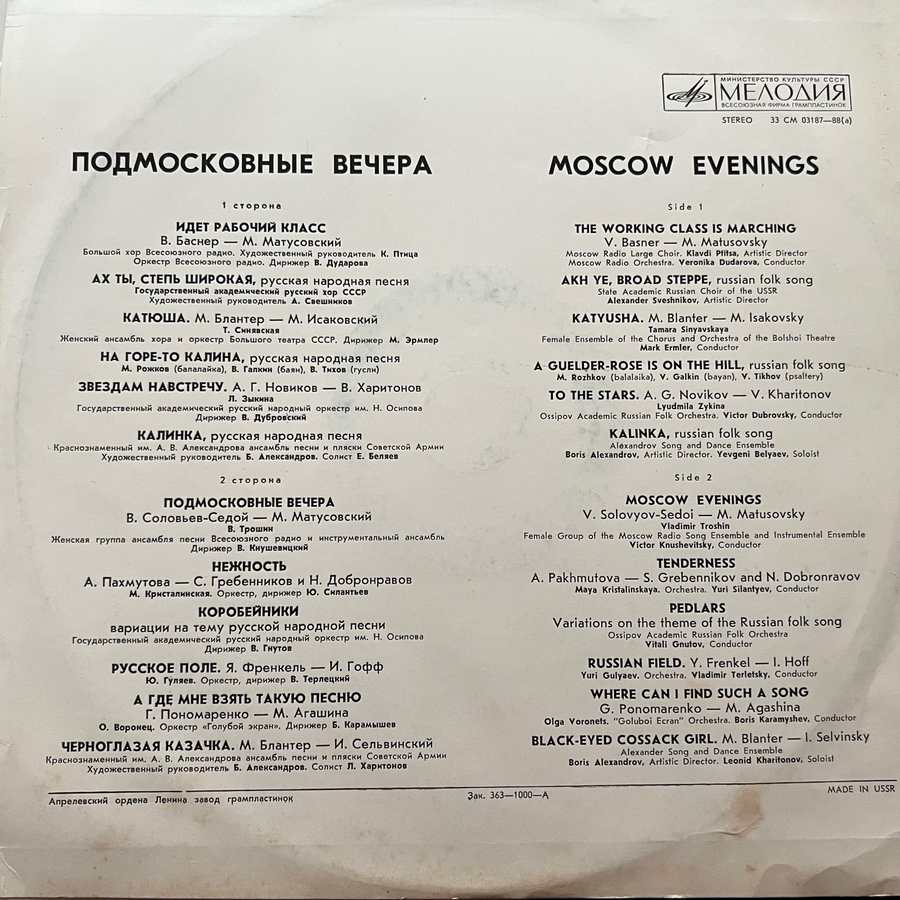 МИНИСТЕРСТВО КУЛЬТУРЫ СССР
МЕЛОДИЯ
ВСЕСОЮЗНАЯ ФИРМА ГРАМПЛАСТИНОК
STEREO 33 СМ 03187—88(а)
ПОДМОСКОВНЫЕ ВЕЧЕРА
1 сторона
ИДЕТ РАБОЧИЙ КЛАСС
В. Баснер — М. Матусовский
Большой хор Всесоюзного радио. Художественный руководитель К. Птица
Оркестр Всесоюзного радио. Дирижер В. Дударова
АХ ТЫ, СТЕПЬ ШИРОКАЯ, русская народная песня
Государственный академический русский хор СССР
Художественный руководитель А. Свешников
КАТЮША. М. Блантер — М. Исаковский
Т. Синявская
Женский ансамбль хора и оркестр Большого театра СССР. Дирижер М. Эрмлер
НА ГОРЕ-ТО КАЛИНА, русская народная песня
М. Рожков (балалайка), В. Галкин (баян), В. Тихов (гусли)
ЗВЕЗДАМ НАВСТРЕЧУ. А. Г. Новиков — В. Харитонов
Л. Зыкина
Государственный академический русский народный оркестр им. Н. Осипова
Дирижер В. Дубровский
КАЛИНКА, русская народная песня
Краснознаменный им. А. В. Александрова ансамбль песни и пляски Советской Армии
Художественный руководитель Б. Александров. Солист Е. Беляев
2 сторона
ПОДМОСКОВНЫЕ ВЕЧЕРА
В. Соловьев-Седой — М. Матусовский
В. Трошин
Женская группа ансамбля песни Всесоюзного радио и инструментальный ансамбль
Дирижер В. Кнушевицкий
НЕЖНОСТЬ
А. Пахмутова — С. Гребенников и Н. Добронравов
М. Кристалинская. Оркестр, дирижер Ю. Силантьев
КОРОБЕЙНИКИ
вариации на тему русской народной песни
Государственный академический русский народный оркестр им. Н. Осипова
Дирижер В. Гнутов
РУССКОЕ ПОЛЕ. Я. Френкель — И. Гофф
Ю. Гуляев. Оркестр, дирижер В. Терлецкий
А ГДЕ МНЕ ВЗЯТЬ ТАКУЮ ПЕСНЮ
Г. Пономаренко — М. Агашина
О. Воронец. Оркестр «Голубой экран». Дирижер Б. Карамышев
ЧЕРНОГЛАЗАЯ КАЗАЧКА. М. Блантер — И. Сельвинский
Краснознаменный им. А. В. Александрова ансамбль песни и пляски Советской Армии
Художественный руководитель Б. Александров. Солист Л. Харитонов
MOSCOW EVENINGS
Side 1
THE WORKING CLASS IS MARCHING
V. Basner — M. Matusovsky
Moscow Radio Large Choir. Klavdi Ptitsa, Artistic Director
Moscow Radio Orchestra. Veronika Dudarova, Conductor
AKH YE, BROAD STEPPE, russian folk song
State Academic Russian Choir of the USSR
Alexander Sveshnikov, Artistic Director
KATYUSHA. M. Blanter — M. Isakovsky
Tamara Sinyavskaya
Female Ensemble of the Chorus and Orchestra of the Bolshoi Theatre
Mark Ermler, Conductor
A GUELDER-ROSE IS ON THE HILL, russian folk song
M. Rozhkov (balalaika), V. Galkin (bayan), V. Tikhov (psaltery)
TO THE STARS. A. G. Novikov — V. Kharitonov
Lyudmila Zykina
Ossipov Academic Russian Folk Orchestra. Victor Dubrovsky, Conductor
KALINKA, russian folk song
Alexandrov Song and Dance Ensemble
Boris Alexandrov, Artistic Director. Yevgeni Belyaev, Soloist
Side 2
MOSCOW EVENINGS
V. Solovyov-Sedoi — M. Matusovsky
Vladimir Troshin
Female Group of the Moscow Radio Song Ensemble and Instrumental Ensemble
Victor Knushevitsky, Conductor
TENDERNESS
A. Pakhmutova — S. Grebennikov and N. Dobronravov
Maya Kristalinskaya. Orchestra. Yuri Silantyev, Conductor
PEDLARS
Variations on the theme of the Russian folk song
Ossipov Academic Russian Folk Orchestra
Vitali Gnutov, Conductor
RUSSIAN FIELD. Y. Frenkel — I. Hoff
Yuri Gulyaev. Orchestra. Vladimir Terletsky, Conductor
WHERE CAN I FIND SUCH A SONG
G. Ponomarenko — M. Agashina
Olga Voronets. "Goluboi Ecran" Orchestra. Boris Karamyshev, Conductor
BLACK-EYED COSSACK GIRL. M. Blanter — I. Selvinsky
Alexander Song and Dance Ensemble
Boris Alexandrov, Artistic Director. Leonid Kharitonov, Soloist
Апрелевский ордена Ленина завод грампластинок
Зак. 363—1000—А
MADE IN USSR